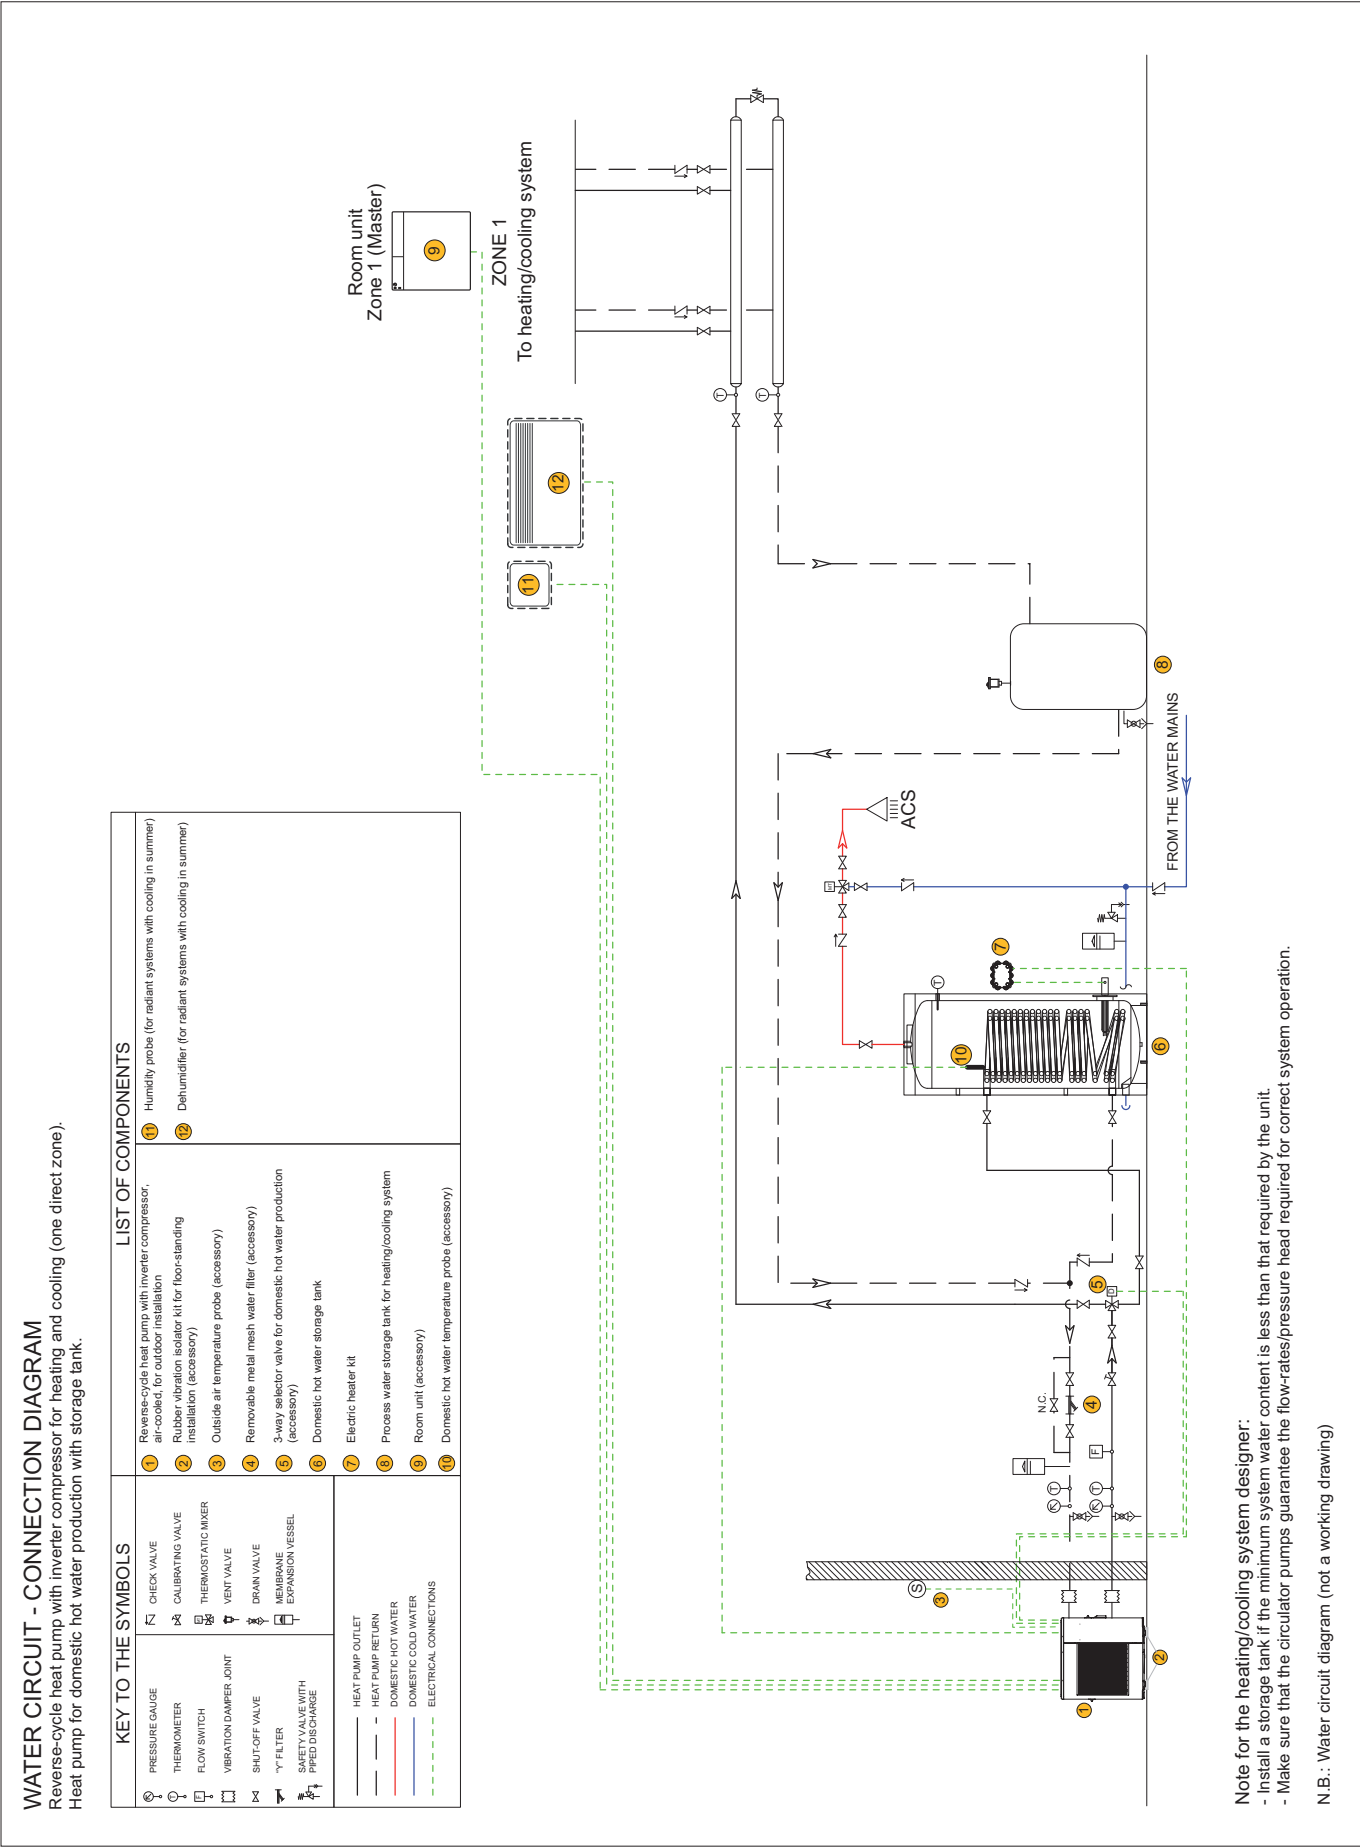 WATER CIRCUIT - CONNECTION DIAGRAM
Reverse-cycle heat pump with inverter compressor for heating and cooling (one direct zone).
Heat pump for domestic hot water production with storage tank.
KEY TO THE SYMBOLS
PRESSURE GAUGE
THERMOMETER
T
FLOW SWITCH
F
VIBRATION DAMPER JOINT
SHUT-OFF VALVE
"Y" FILTER
SAFETY VALVE WITH
PIPED DISCHARGE
CHECK VALVE
CALIBRATING VALVE
THERMOSTATIC MIXER
VENT VALVE
DRAIN VALVE
MEMBRANE
EXPANSION VESSEL
HEAT PUMP OUTLET
HEAT PUMP RETURN
DOMESTIC HOT WATER
DOMESTIC COLD WATER
ELECTRICAL CONNECTIONS
LIST OF COMPONENTS
1 Reverse-cycle heat pump with inverter compressor,
air-cooled, for outdoor installation
2 Rubber vibration isolator kit for floor-standing
installation (accessory)
3 Outside air temperature probe (accessory)
4 Removable metal mesh water filter (accessory)
5 3-way selector valve for domestic hot water production
(accessory)
6 Domestic hot water storage tank
7 Electric heater kit
8 Process water storage tank for heating/cooling system
9 Room unit (accessory)
10 Domestic hot water temperature probe (accessory)
11 Humidity probe (for radiant systems with cooling in summer)
12 Dehumidifier (for radiant systems with cooling in summer)
Room unit
Zone 1 (Master)
9
ZONE 1
To heating/cooling system
11
12
T
T
ACS
FROM THE WATER MAINS
8
7
T
10
6
5
D
N.C.
4
F
T
T
S
3
2
1
Note for the heating/cooling system designer:
- Install a storage tank if the minimum system water content is less than that required by the unit.
- Make sure that the circulator pumps guarantee the flow-rates/pressure head required for correct system operation.
N.B.: Water circuit diagram (not a working drawing)